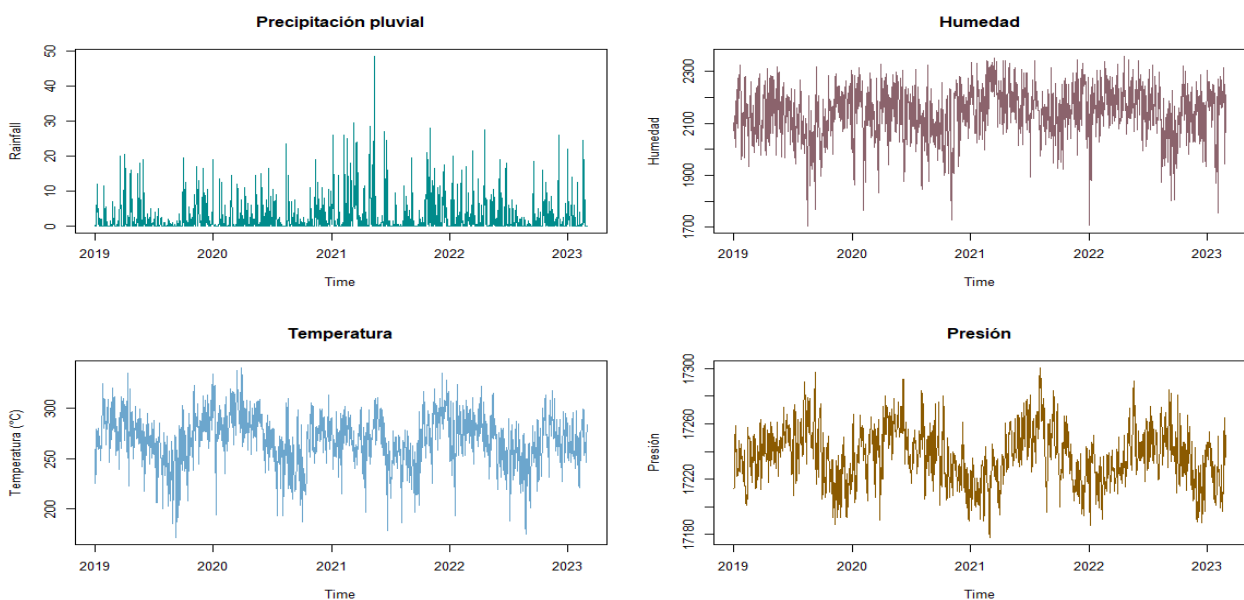 Precipitación pluvial
Rainfall
50
40
30
20
10
0
2019 2020 2021 2022 2023
Time
Humedad
Humedad
2300
2100
1900
1700
2019 2020 2021 2022 2023
Time
Temperatura
Temperatura (°C)
300
250
200
2019 2020 2021 2022 2023
Time
Presión
Presión
17300
17260
17220
17180
2019 2020 2021 2022 2023
Time